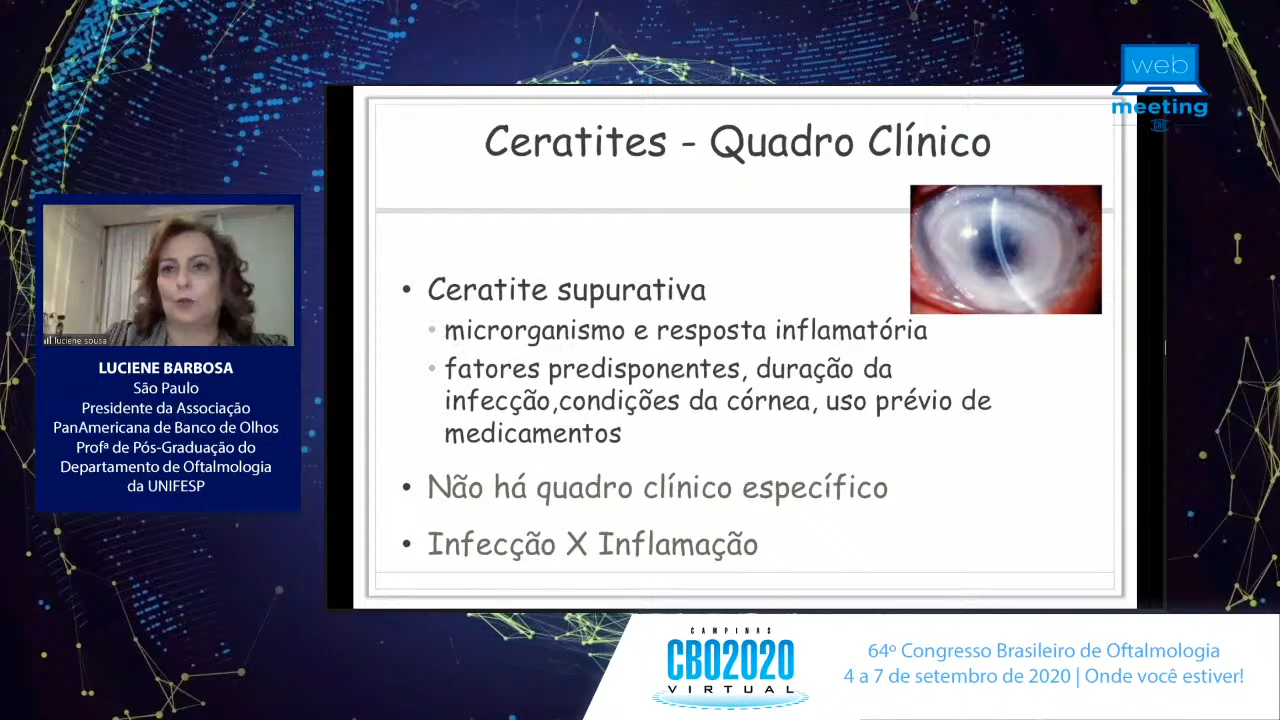 web
meeting
CBO
Ceratites - Quadro Clínico
• Ceratite supurativa
• microrganismo e resposta inflamatória
• fatores predisponentes, duração da
infecção,condições da córnea, uso prévio de
medicamentos
• Não há quadro clínico específico
• Infecção X Inflamação
luciene sousa
LUCIENE BARBOSA
São Paulo
Presidente da Associação
PanAmericana de Banco de Olhos
Profª de Pós-Graduação do
Departamento de Oftalmologia
da UNIFESP
CAMPINAS
CBO2020
VIRTUAL
64º Congresso Brasileiro de Oftalmologia
4 a 7 de setembro de 2020 | Onde você estiver!